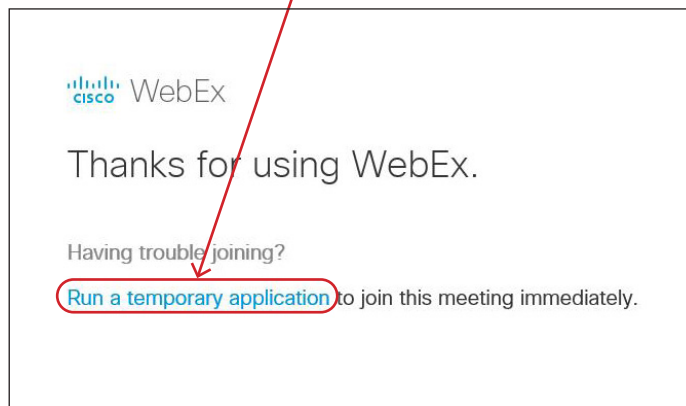 cisco WebEx
Thanks for using WebEx.
Having trouble joining?
Run a temporary application to join this meeting immediately.